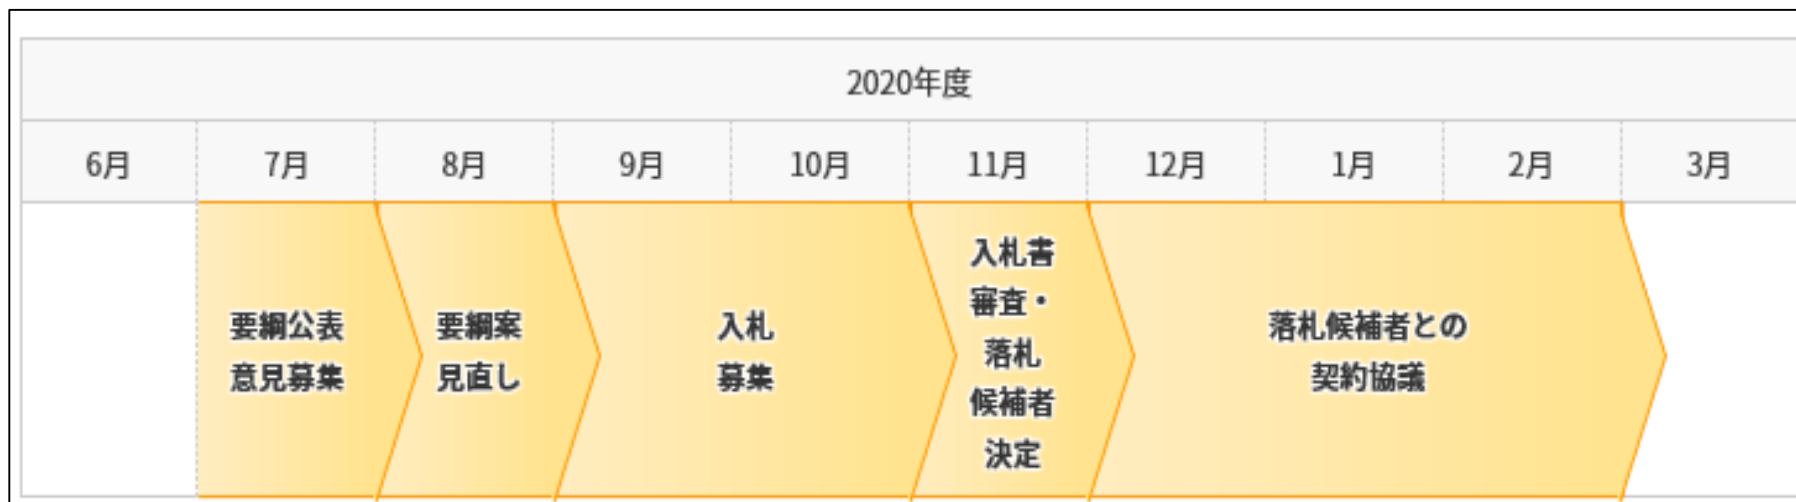 2020年度
6月 7月 8月 9月 10月 11月 12月 1月 2月 3月
要綱公表
意見募集
要綱案
見直し
入札
募集
入札書
審査・
落札
候補者
決定
落札候補者との
契約協議